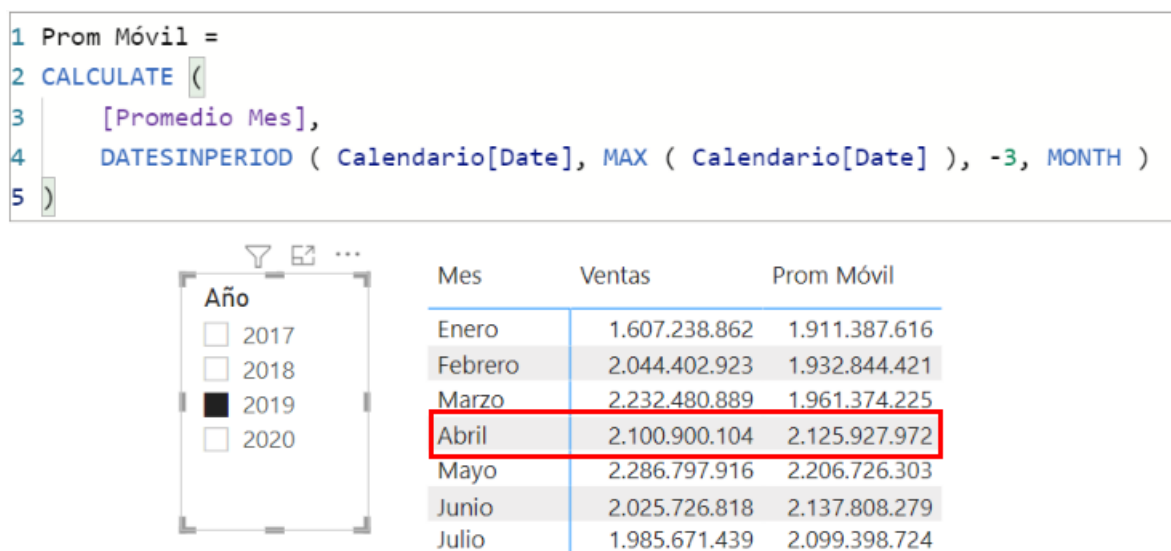 1 Prom Móvil =
2 CALCULATE (
3 [Promedio Mes],
4 DATESINPERIOD ( Calendario[Date], MAX ( Calendario[Date] ), -3, MONTH )
5 )
Año
2017
2018
2019
2020
Mes Ventas Prom Móvil
Enero 1.607.238.862 1.911.387.616
Febrero 2.044.402.923 1.932.844.421
Marzo 2.232.480.889 1.961.374.225
Abril 2.100.900.104 2.125.927.972
Mayo 2.286.797.916 2.206.726.303
Junio 2.025.726.818 2.137.808.279
Julio 1.985.671.439 2.099.398.724